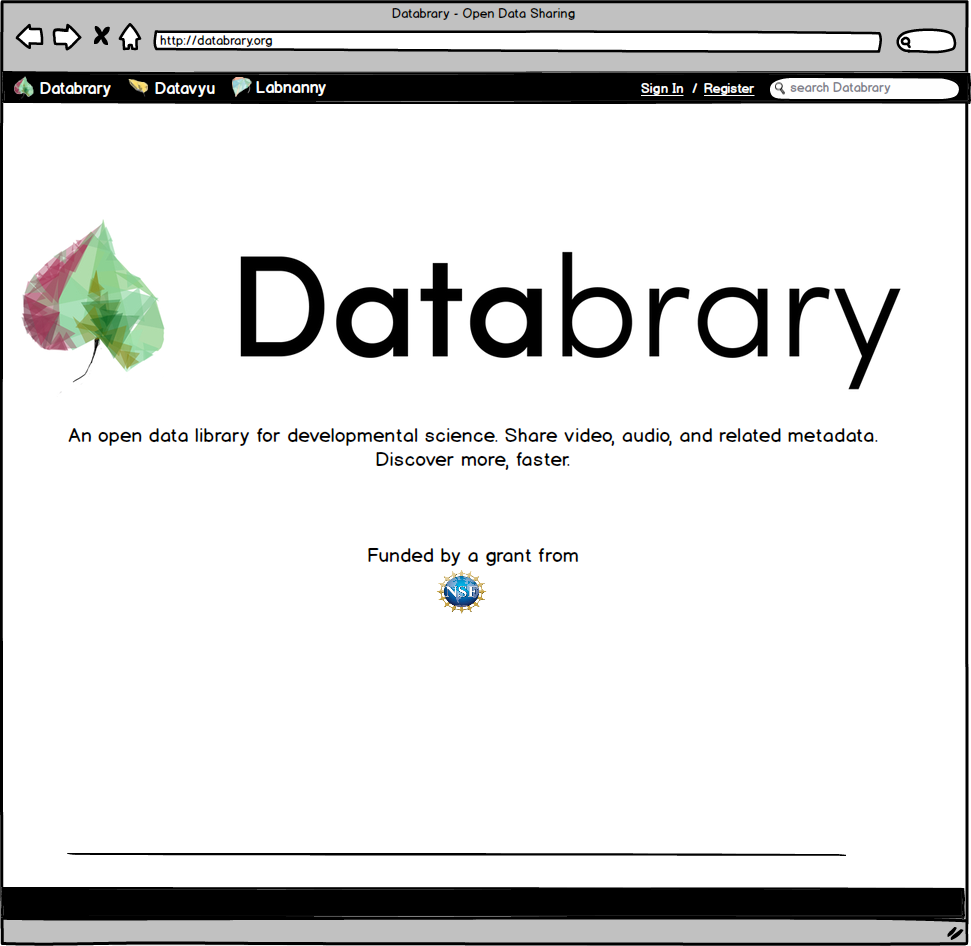 Databrary - Open Data Sharing
http://databrary.org
Databrary Datavyu Labnanny Sign In / Register search Databrary
Databrary
An open data library for developmental science. Share video, audio, and related metadata.
Discover more, faster.
Funded by a grant from
NSF